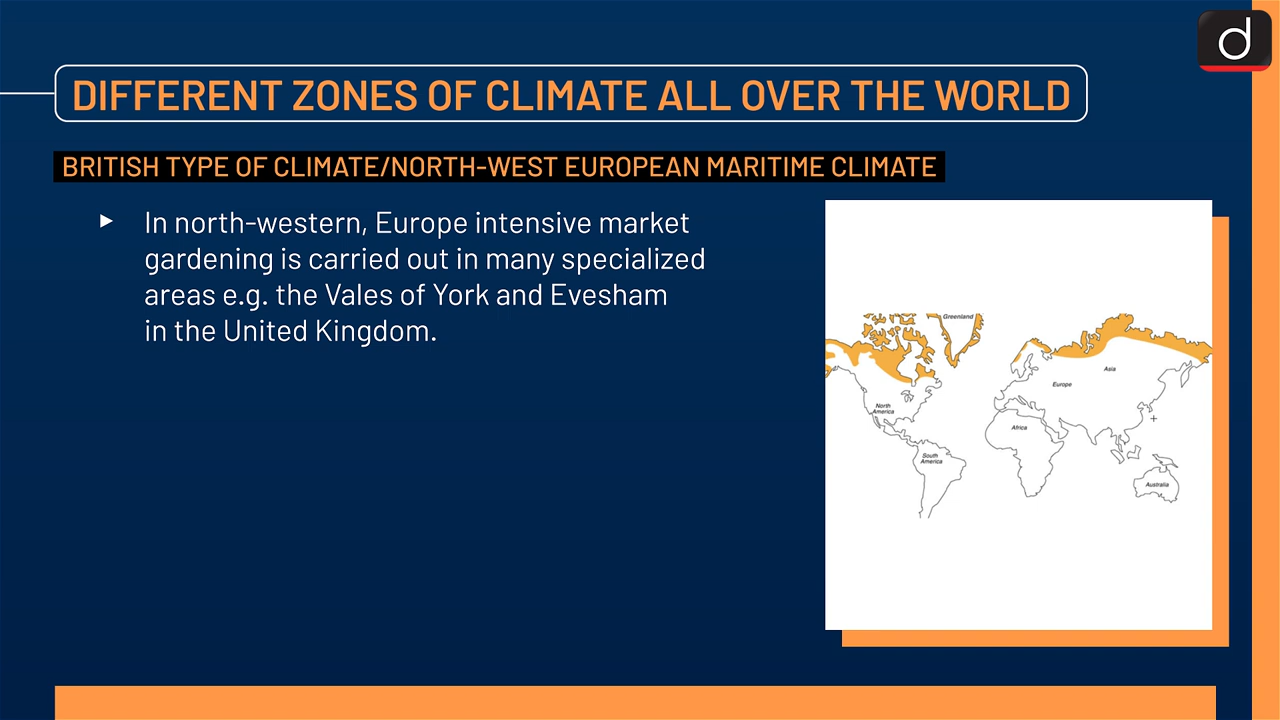 d
DIFFERENT ZONES OF CLIMATE ALL OVER THE WORLD
BRITISH TYPE OF CLIMATE/NORTH-WEST EUROPEAN MARITIME CLIMATE
In north-western, Europe intensive market
gardening is carried out in many specialized
areas e.g. the Vales of York and Evesham
in the United Kingdom.
Greenland
Asia
Europe
North
America
Africa
South
America
Australia